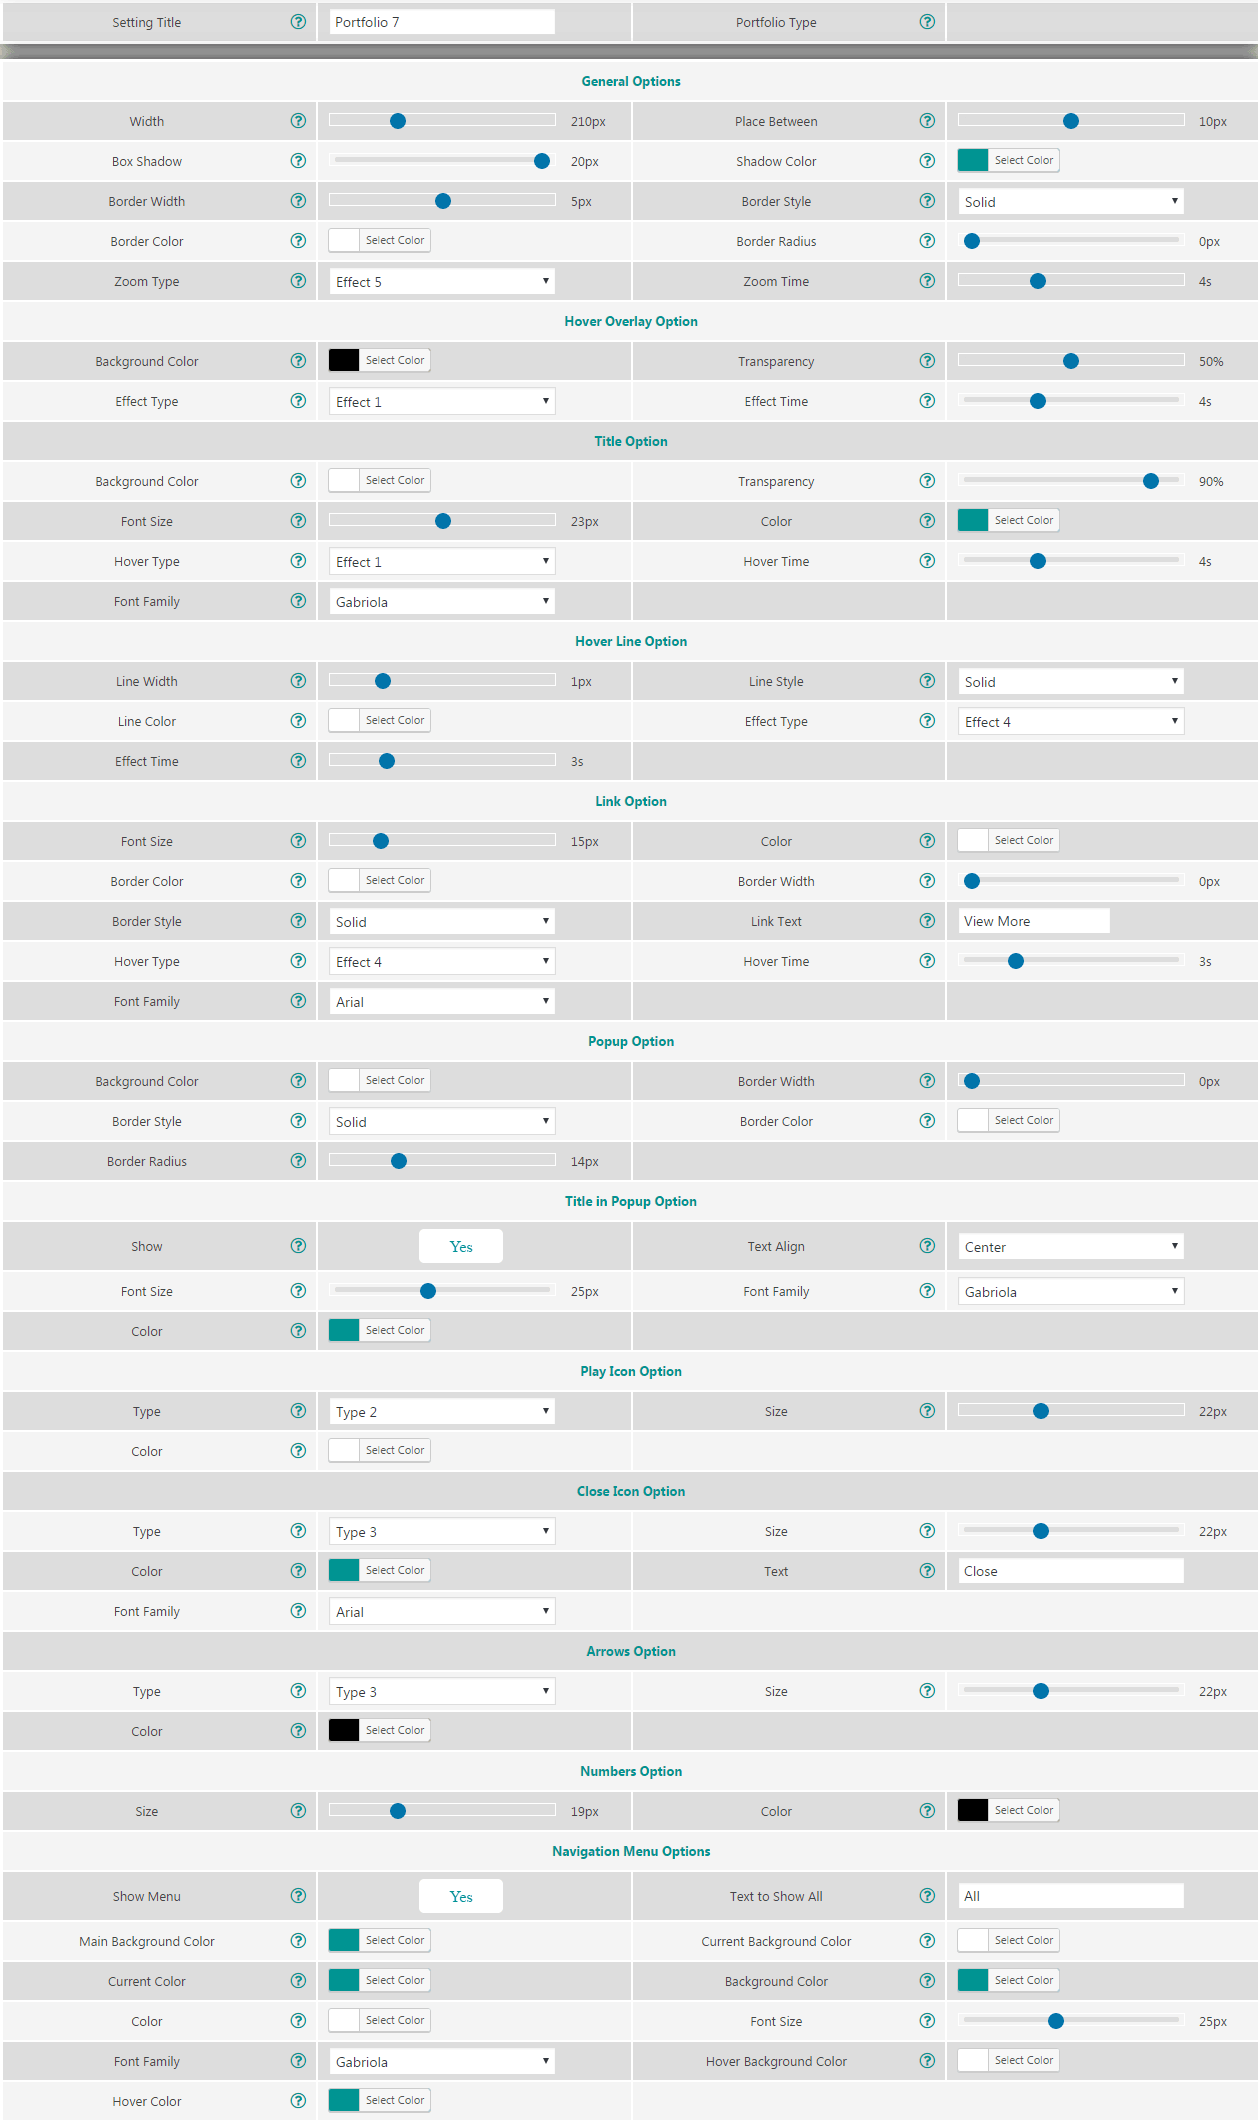 Setting Title ? Portfolio 7 Portfolio Type ?
General Options
Width ? 210px Place Between ? 10px
Box Shadow ? 20px Shadow Color ? Select Color
Border Width ? 5px Border Style ? Solid
Border Color ? Select Color Border Radius ? 0px
Zoom Type ? Effect 5 Zoom Time ? 4s
Hover Overlay Option
Background Color ? Select Color Transparency ? 50%
Effect Type ? Effect 1 Effect Time ? 4s
Title Option
Background Color ? Select Color Transparency ? 90%
Font Size ? 23px Color ? Select Color
Hover Type ? Effect 1 Hover Time ? 4s
Font Family ? Gabriola
Hover Line Option
Line Width ? 1px Line Style ? Solid
Line Color ? Select Color Effect Type ? Effect 4
Effect Time ? 3s
Link Option
Font Size ? 15px Color ? Select Color
Border Color ? Select Color Border Width ? 0px
Border Style ? Solid Link Text ? View More
Hover Type ? Effect 4 Hover Time ? 3s
Font Family ? Arial
Popup Option
Background Color ? Select Color Border Width ? 0px
Border Style ? Solid Border Color ? Select Color
Border Radius ? 14px
Title in Popup Option
Show ? Yes Text Align ? Center
Font Size ? 25px Font Family ? Gabriola
Color ? Select Color
Play Icon Option
Type ? Type 2 Size ? 22px
Color ? Select Color
Close Icon Option
Type ? Type 3 Size ? 22px
Color ? Select Color Text ? Close
Font Family ? Arial
Arrows Option
Type ? Type 3 Size ? 22px
Color ? Select Color
Numbers Option
Size ? 19px Color ? Select Color
Navigation Menu Options
Show Menu ? Yes Text to Show All ? All
Main Background Color ? Select Color Current Background Color ? Select Color
Current Color ? Select Color Background Color ? Select Color
Color ? Select Color Font Size ? 25px
Font Family ? Gabriola Hover Background Color ? Select Color
Hover Color ? Select Color